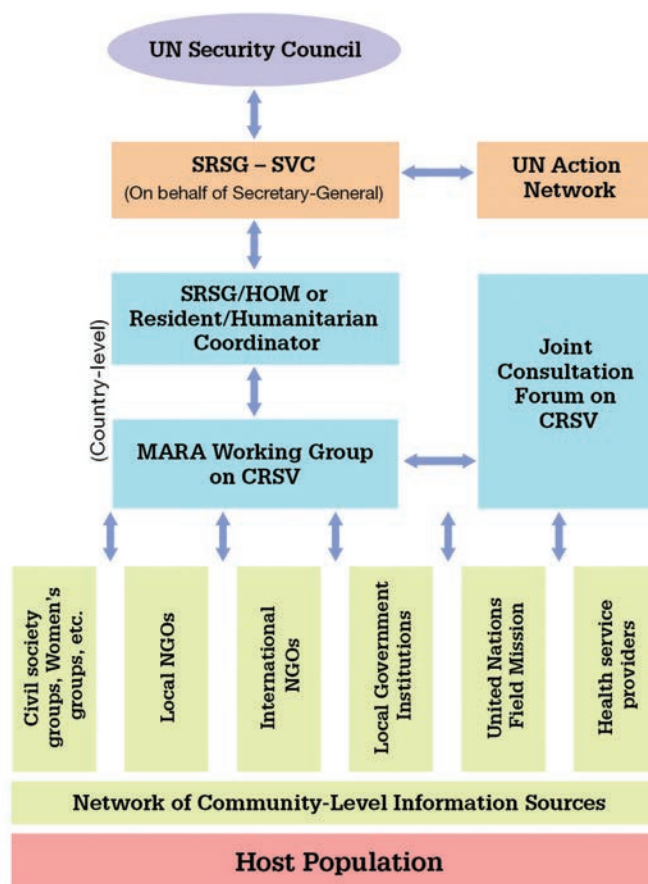 UN Security Council
SRSG – SVC
(On behalf of Secretary-General)
UN Action
Network
(Country-level)
SRSG/HOM or
Resident/Humanitarian
Coordinator
Joint
Consultation
Forum on
CRSV
MARA Working Group
on CRSV
Civil society
groups, Women's
groups, etc.
Local NGOs
International
NGOs
Local Government
Institutions
United Nations
Field Mission
Health service
providers
Network of Community-Level Information Sources
Host Population